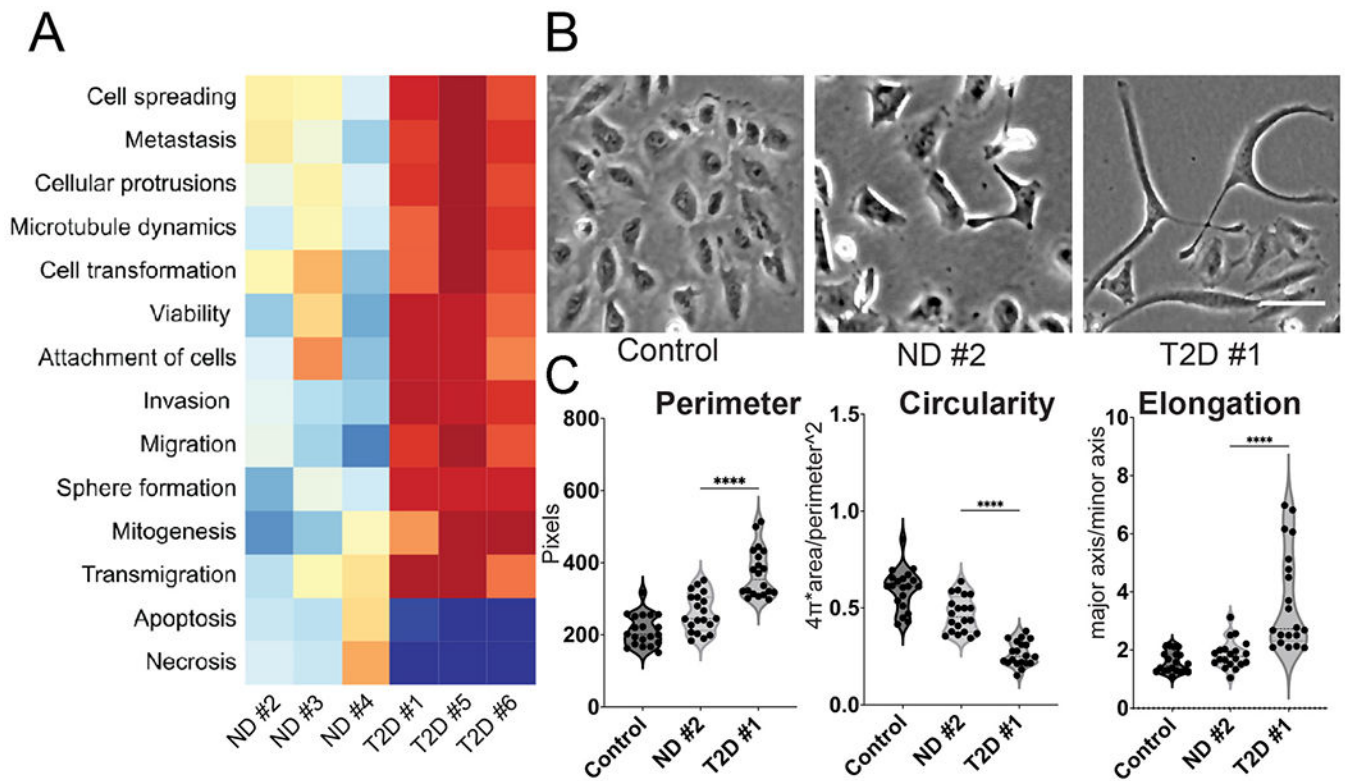 A
Cell spreading
Metastasis
Cellular protrusions
Microtubule dynamics
Cell transformation
Viability
Attachment of cells
Invasion
Migration
Sphere formation
Mitogenesis
Transmigration
Apoptosis
Necrosis
ND #2
ND #3
ND #4
T2D #1
T2D #5
T2D #6
B
Control
ND #2
T2D #1
C
Perimeter
Pixels
800
600
400
200
0
****
Control
ND #2
T2D #1
Circularity
4π*area/perimeter^2
1.5
1.0
0.5
0.0
****
Control
ND #2
T2D #1
Elongation
major axis/minor axis
10
8
6
4
2
0
****
Control
ND #2
T2D #1